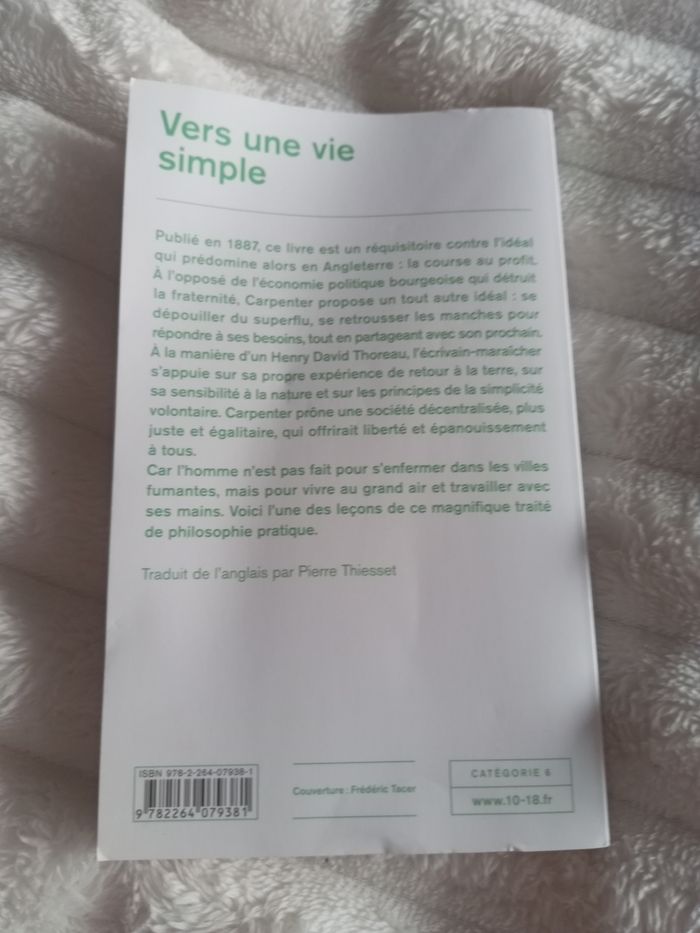 Vers une vie
simple
Publié en 1887, ce livre est un réquisitoire contre l'idéal
qui prédomine alors en Angleterre : la course au profit.
À l'opposé de l'économie politique bourgeoise qui détruit
la fraternité, Carpenter propose un tout autre idéal : se
dépouiller du superflu, se retrousser les manches pour
répondre à ses besoins, tout en partageant avec son prochain.
À la manière d'un Henry David Thoreau, l'écrivain-maraîcher
s'appuie sur sa propre expérience de retour à la terre, sur
sa sensibilité à la nature et sur les principes de la simplicité
volontaire. Carpenter prône une société décentralisée, plus
juste et égalitaire, qui offrirait liberté et épanouissement
à tous.
Car l'homme n'est pas fait pour s'enfermer dans les villes
fumantes, mais pour vivre au grand air et travailler avec
ses mains. Voici l'une des leçons de ce magnifique traité
de philosophie pratique.
Traduit de l'anglais par Pierre Thiesset
ISBN 978-2-264-07938-1
9 782264 079381
Couverture : Frédéric Tacer
CATÉGORIE 6
www.10-18.fr